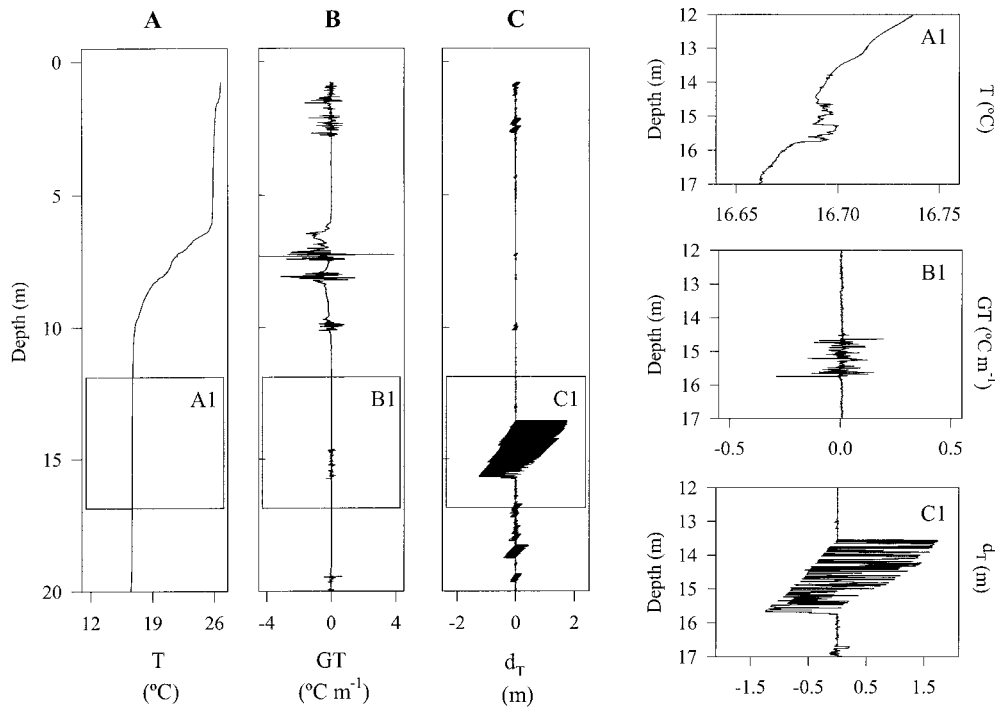 A
B
C
0
5
10
15
20
Depth (m)
A1
B1
C1
12
19
26
-4
0
4
-2
0
2
T
(ºC)
GT
(ºC m-1)
dT
(m)
12
13
14
15
16
17
Depth (m)
A1
T (ºC)
16.65
16.70
16.75
12
13
14
15
16
17
Depth (m)
B1
GT (ºC m-1)
-0.5
0.0
0.5
12
13
14
15
16
17
Depth (m)
C1
dT (m)
-1.5
-0.5
0.5
1.5